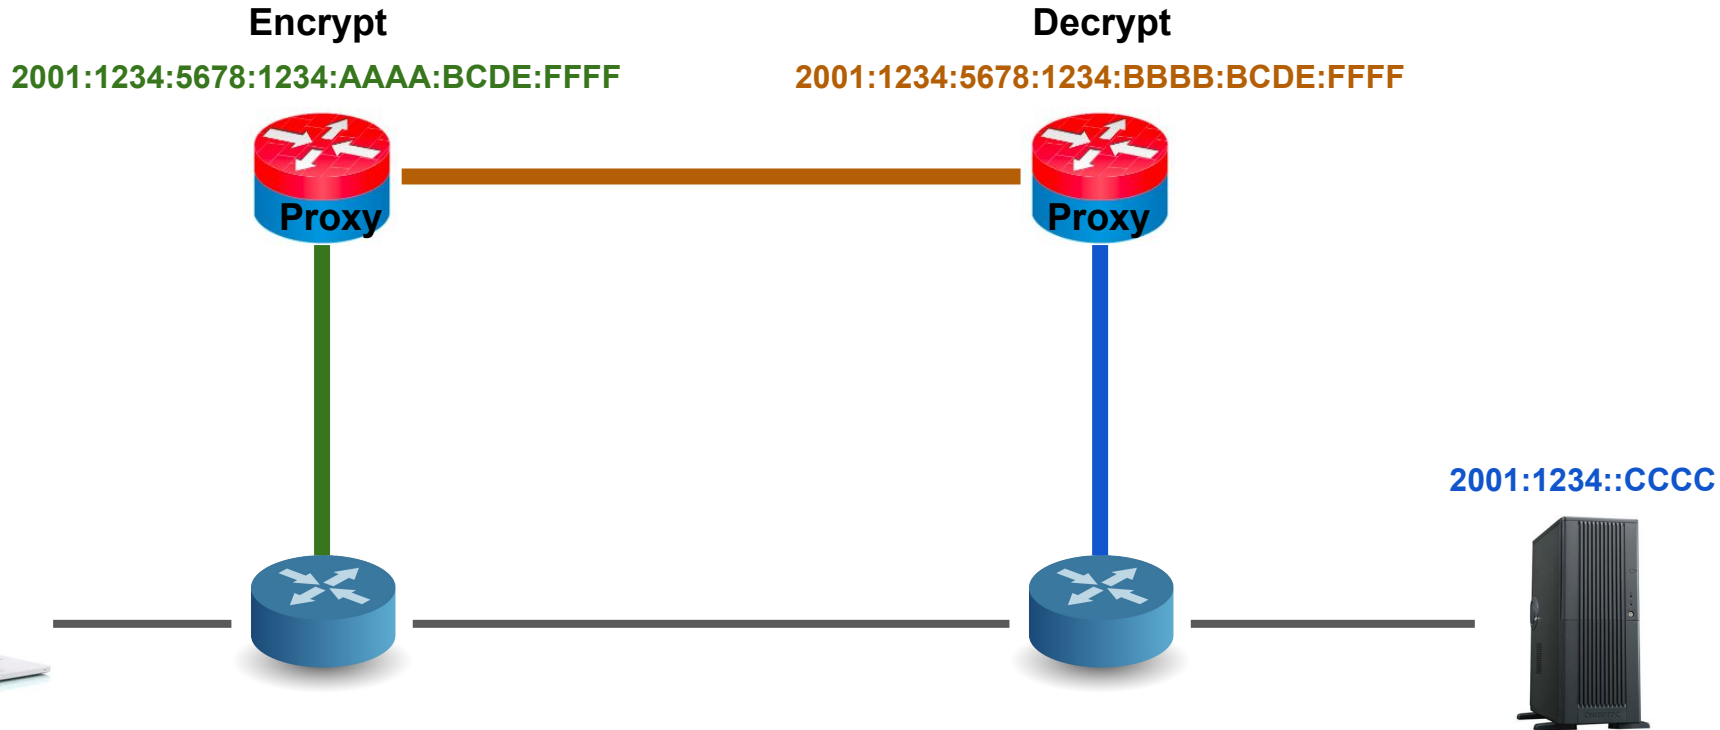 Encrypt
Decrypt
2001:1234:5678:1234:AAAA:BCDE:FFFF
2001:1234:5678:1234:BBBB:BCDE:FFFF
Proxy
Proxy
2001:1234::CCCC